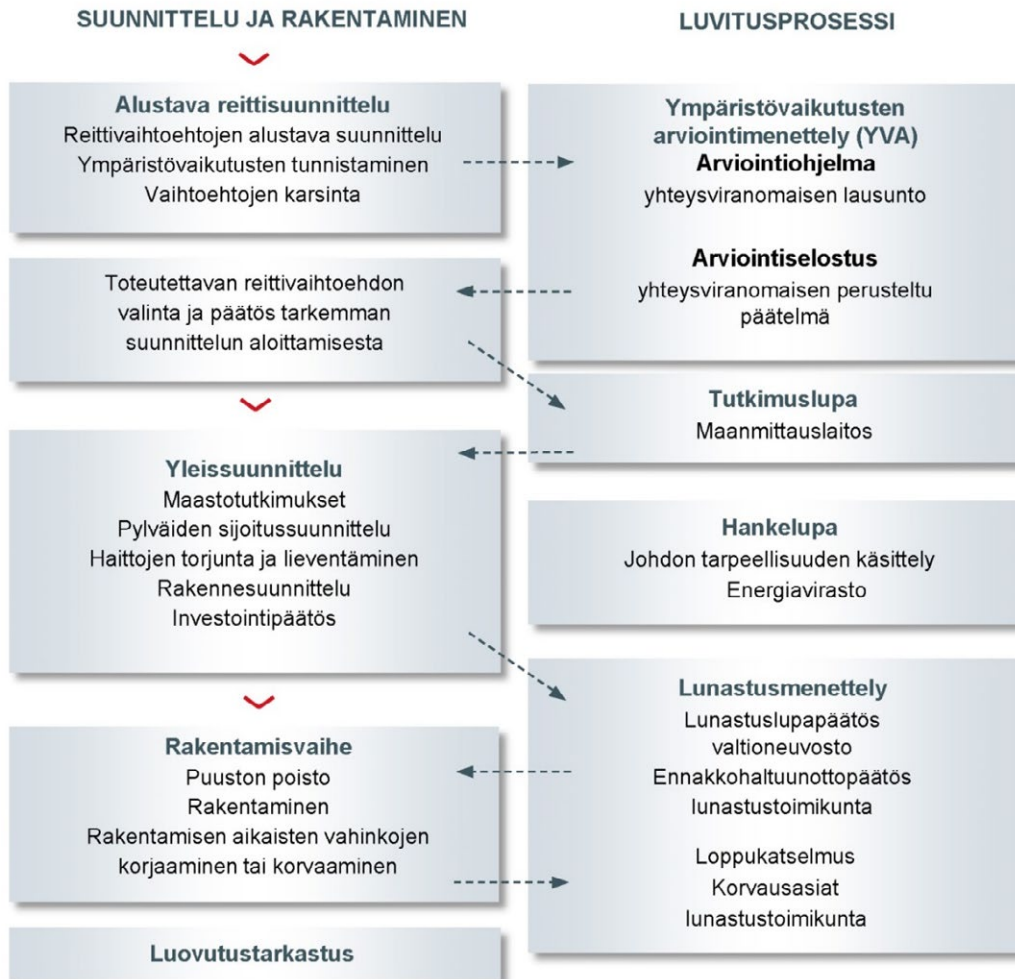 SUUNNITTELU JA RAKENTAMINEN
Alustava reittisuunnittelu
Reittivaihtoehtojen alustava suunnittelu
Ympäristövaikutusten tunnistaminen
Vaihtoehtojen karsinta
Toteutettavan reittivaihtoehdon
valinta ja päätös tarkemman
suunnittelun aloittamisesta
Yleissuunnittelu
Maastotutkimukset
Pylväiden sijoitussuunnittelu
Haittojen torjunta ja lieventäminen
Rakennesuunnittelu
Investointipäätös
Rakentamisvaihe
Puuston poisto
Rakentaminen
Rakentamisen aikaisten vahinkojen
korjaaminen tai korvaaminen
Luovutustarkastus
LUVITUSPROSESSI
Ympäristövaikutusten
arviointimenettely (YVA)
Arviointiohjelma
yhteysviranomaisen lausunto
Arviointiselostus
yhteysviranomaisen perusteltu
päätelmä
Tutkimuslupa
Maanmittauslaitos
Hankelupa
Johdon tarpeellisuuden käsittely
Energiavirasto
Lunastusmenettely
Lunastuslupapäätös
valtioneuvosto
Ennakkohaltuunottopäätös
lunastustoimikunta
Loppukatselmus
Korvausasiat
lunastustoimikunta